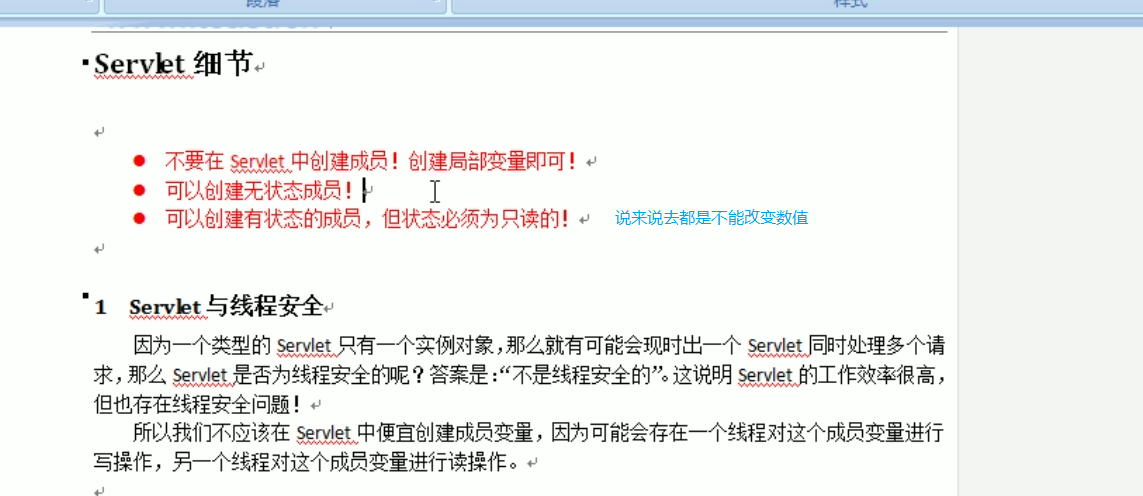 段落
样式
Servlet 细节
不要在 Servlet 中创建成员！创建局部变量即可！
可以创建无状态成员！
可以创建有状态的成员，但状态必须为只读的！ 说来说去都是不能改变数值
1 Servlet 与线程安全
因为一个类型的 Servlet 只有一个实例对象，那么就有可能会现时出一个 Servlet 同时处理多个请
求，那么 Servlet 是否为线程安全的呢？答案是：“不是线程安全的”。这说明 Servlet 的工作效率很高，
但也存在线程安全问题！
所以我们不应该在 Servlet 中便宜创建成员变量，因为可能会存在一个线程对这个成员变量进行
写操作，另一个线程对这个成员变量进行读操作。